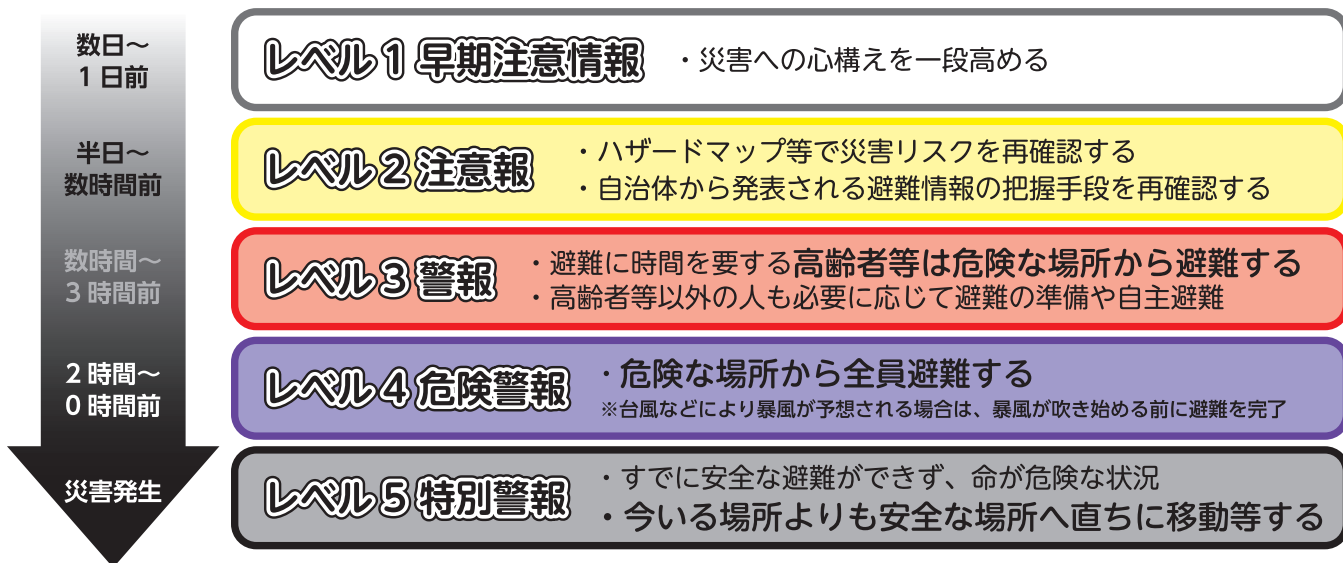 数日～
1日前
レベル1 早期注意情報
・災害への心構えを一段高める
半日～
数時間前
レベル2 注意報
・ハザードマップ等で災害リスクを再確認する
・自治体から発表される避難情報の把握手段を再確認する
数時間～
3時間前
レベル3 警報
・避難に時間を要する高齢者等は危険な場所から避難する
・高齢者等以外の人も必要に応じて避難の準備や自主避難
2時間～
0時間前
レベル4 危険警報
・危険な場所から全員避難する
※台風などにより暴風が予想される場合は、暴風が吹き始める前に避難を完了
災害発生
レベル5 特別警報
・すでに安全な避難ができず、命が危険な状況
・今いる場所よりも安全な場所へ直ちに移動等する